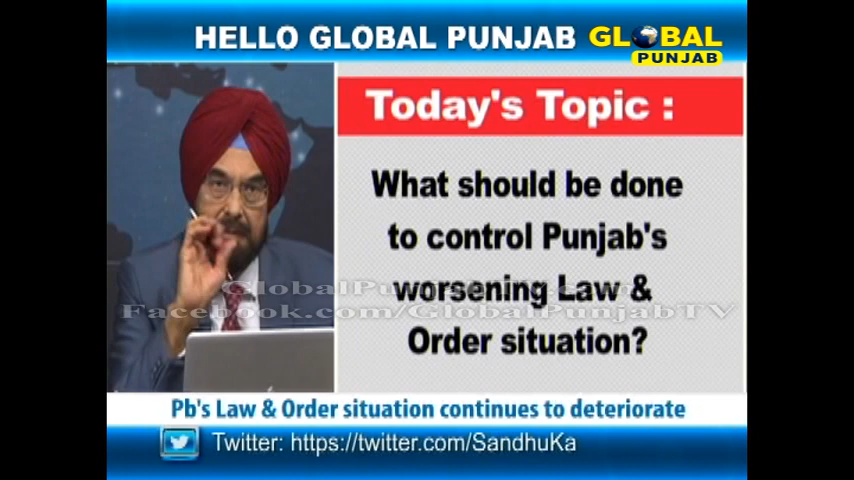 HELLO GLOBAL PUNJAB
GLOBAL
PUNJAB
Today's Topic :
What should be done
to control Punjab's
worsening Law &
Order situation?
Facebook.com/GlobalPunjabTV
Pb's Law & Order situation continues to deteriorate
Twitter: https://twitter.com/SandhuKa